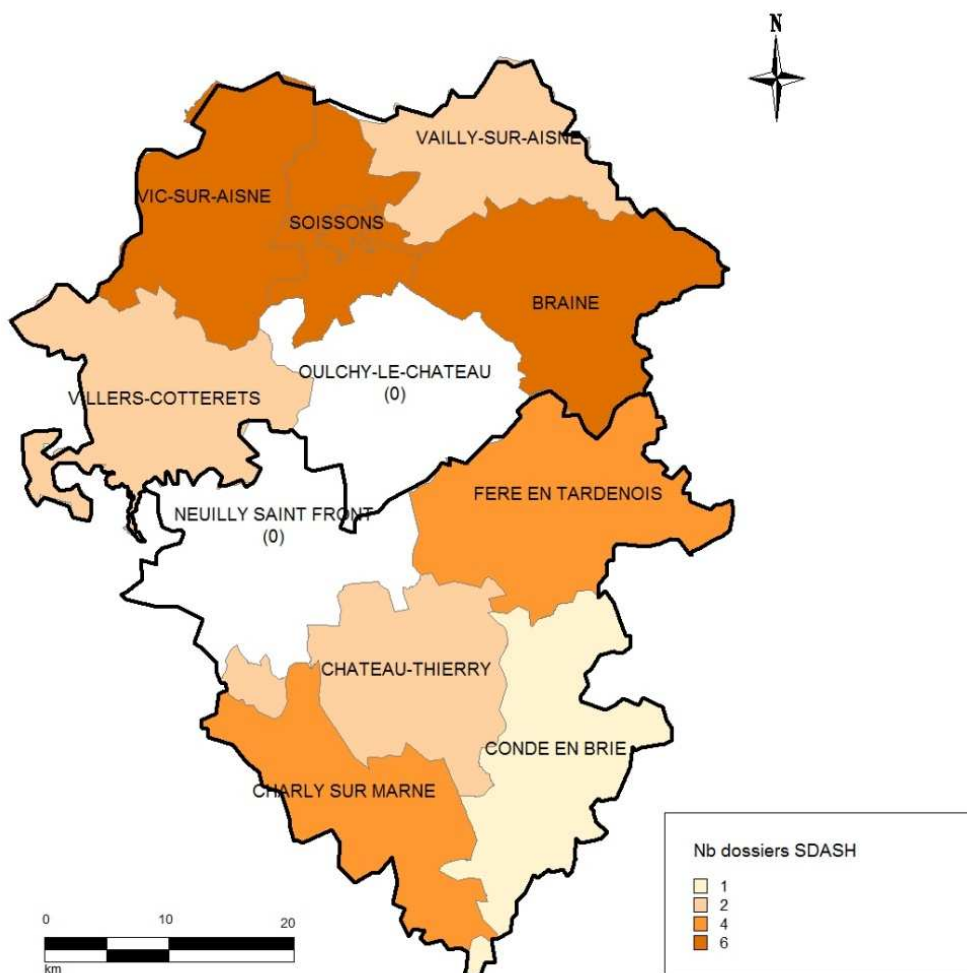 N
VAILLY-SUR-AISNE
VIC-SUR-AISNE
SOISSONS
BRAINE
OULCHY-LE-CHATEAU
(0)
VILLERS-COTTERETS
FERE EN TARDENOIS
NEUILLY SAINT FRONT
(0)
CHATEAU-THIERRY
CONDE EN BRIE
CHARLY SUR MARNE
Nb dossiers SDASH
1
2
4
6
0 10 20
km